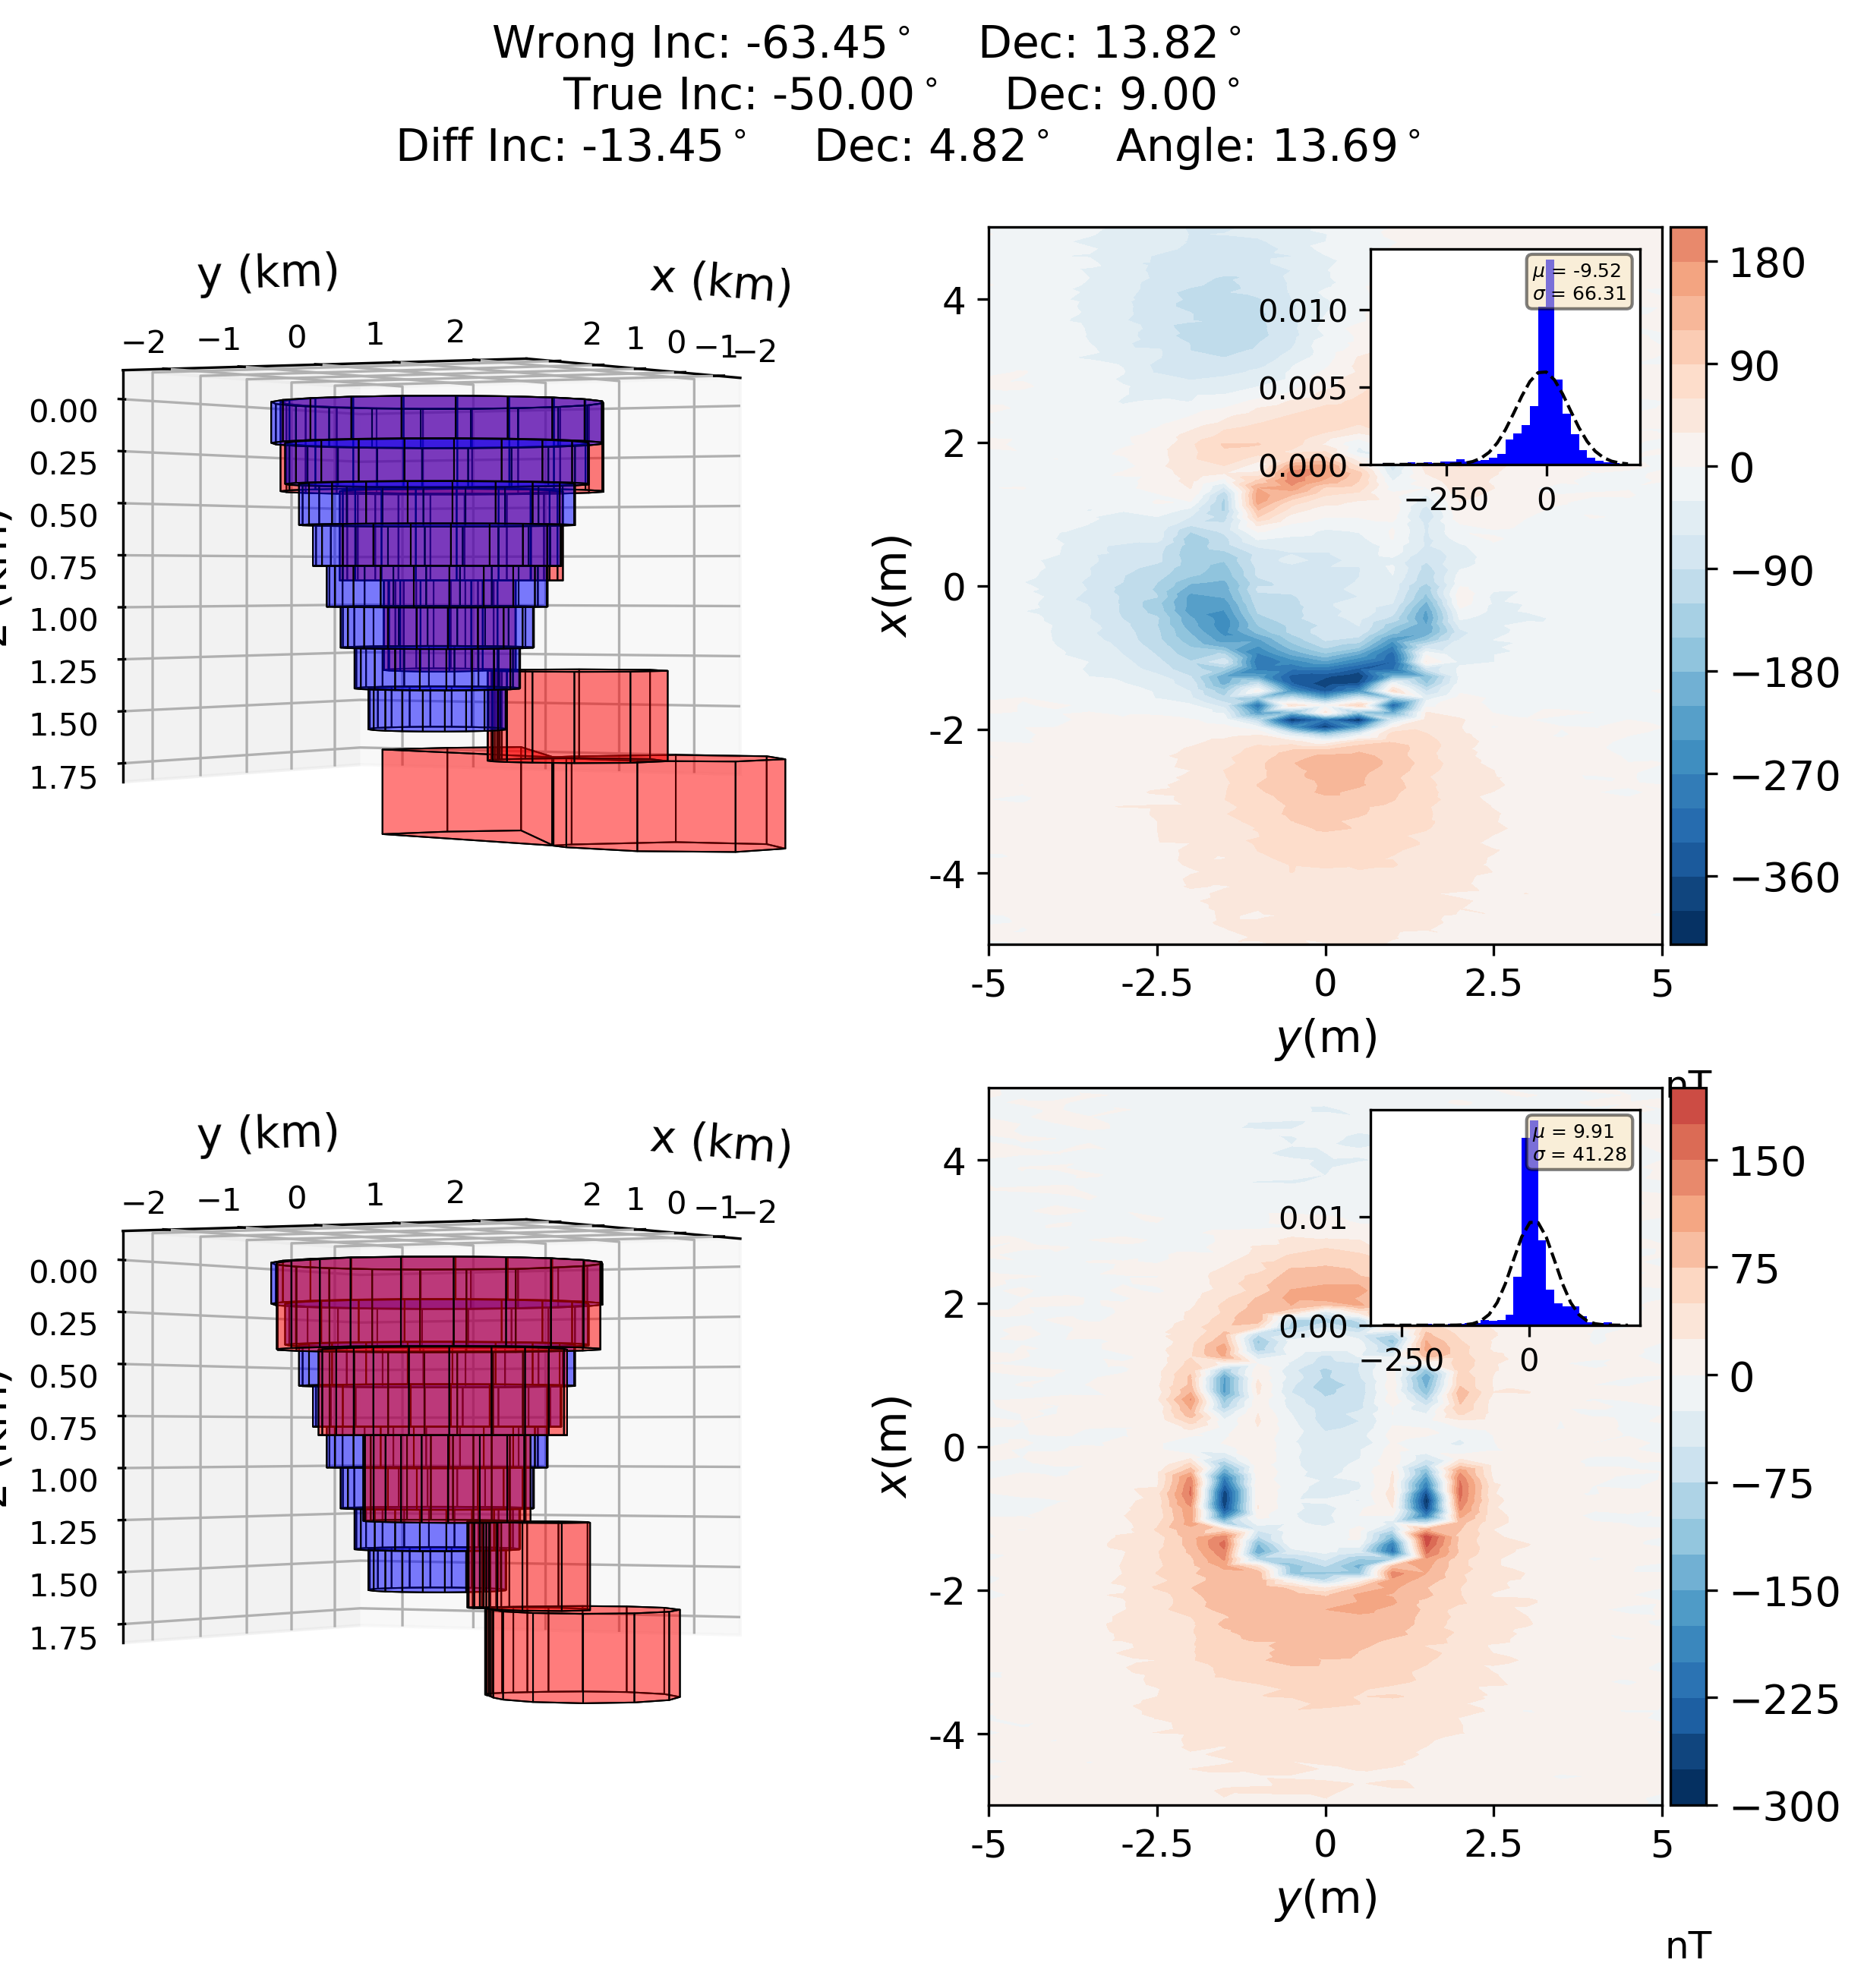 Wrong Inc: -63.45° Dec: 13.82°
True Inc: -50.00° Dec: 9.00°
Diff Inc: -13.45° Dec: 4.82° Angle: 13.69°
y (km) x (km)
−2 −1 0 1 2 2 1 0 −1 −2
0.00
0.25
0.50
0.75
1.00
1.25
1.50
1.75
x(m)
4
2
0
-2
-4
-5 -2.5 0 2.5 5
y(m)
0.010
0.005
0.000
−250 0
μ = -9.52
σ = 66.31
180
90
0
−90
−180
−270
−360
nT
y (km) x (km)
−2 −1 0 1 2 2 1 0 −1 −2
0.00
0.25
0.50
0.75
1.00
1.25
1.50
1.75
x(m)
4
2
0
-2
-4
-5 -2.5 0 2.5 5
y(m)
0.01
0.00
−250 0
μ = 9.91
σ = 41.28
150
75
0
−75
−150
−225
−300
nT